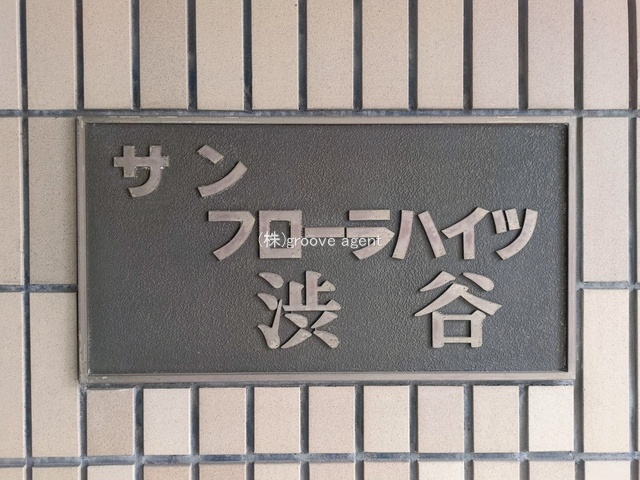 サン
フローラハイツ
(株)groove agent
渋谷